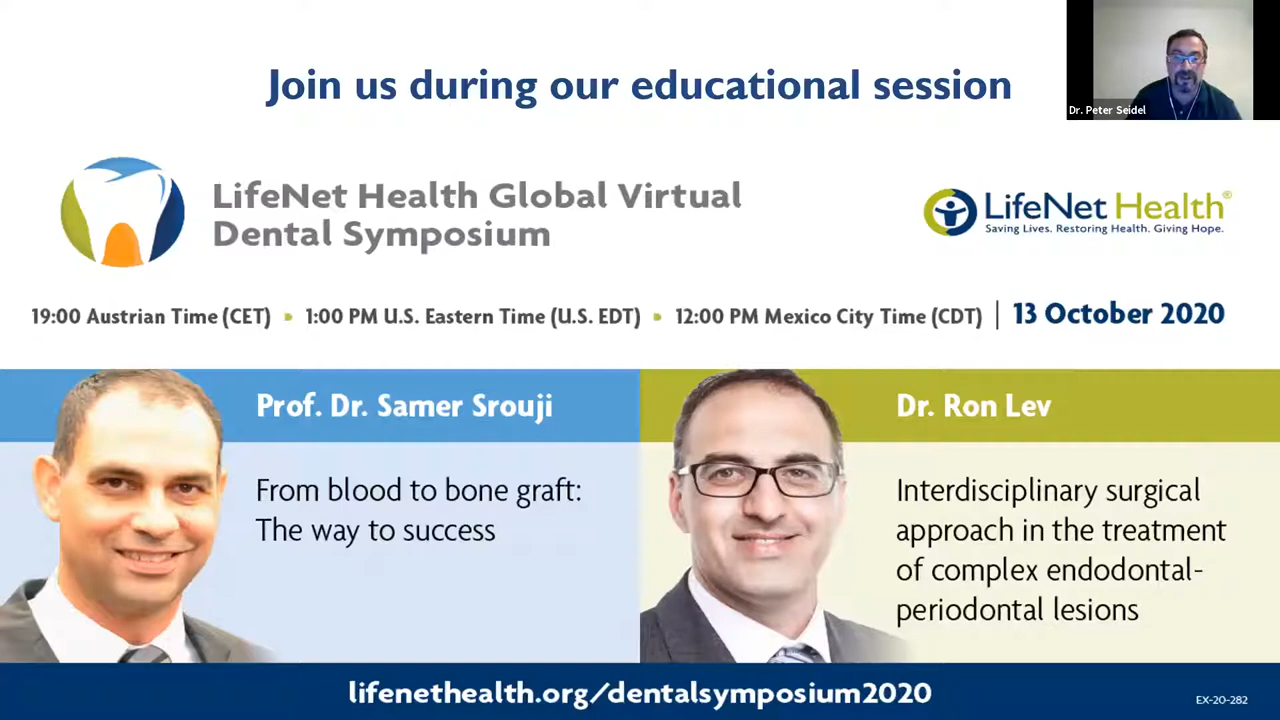 Join us during our educational session
Dr. Peter Seidel
LifeNet Health Global Virtual
Dental Symposium
LifeNet Health®
Saving Lives. Restoring Health. Giving Hope.
19:00 Austrian Time (CET) • 1:00 PM U.S. Eastern Time (U.S. EDT) • 12:00 PM Mexico City Time (CDT) | 13 October 2020
Prof. Dr. Samer Srouji
From blood to bone graft:
The way to success
Dr. Ron Lev
Interdisciplinary surgical
approach in the treatment
of complex endodontal-
periodontal lesions
lifenethealth.org/dentalsymposium2020
EX-20-282